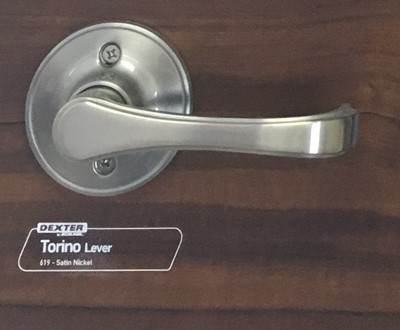 DEXTER
Torino Lever
619 - Satin Nickel